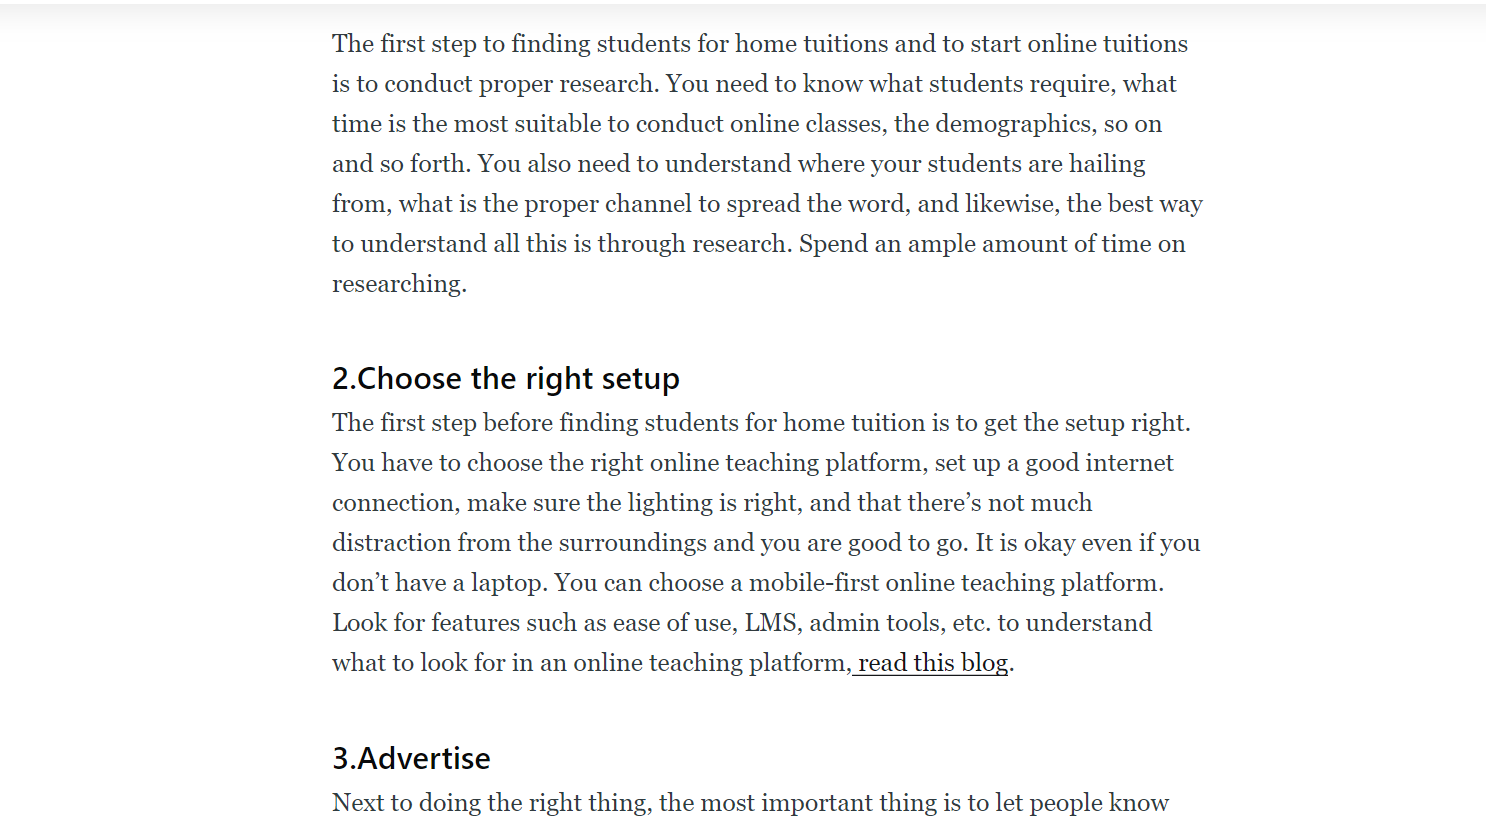 The first step to finding students for home tuitions and to start online tuitions
is to conduct proper research. You need to know what students require, what
time is the most suitable to conduct online classes, the demographics, so on
and so forth. You also need to understand where your students are hailing
from, what is the proper channel to spread the word, and likewise, the best way
to understand all this is through research. Spend an ample amount of time on
researching.
2.Choose the right setup
The first step before finding students for home tuition is to get the setup right.
You have to choose the right online teaching platform, set up a good internet
connection, make sure the lighting is right, and that there’s not much
distraction from the surroundings and you are good to go. It is okay even if you
don’t have a laptop. You can choose a mobile-first online teaching platform.
Look for features such as ease of use, LMS, admin tools, etc. to understand
what to look for in an online teaching platform, read this blog.
3.Advertise
Next to doing the right thing, the most important thing is to let people know